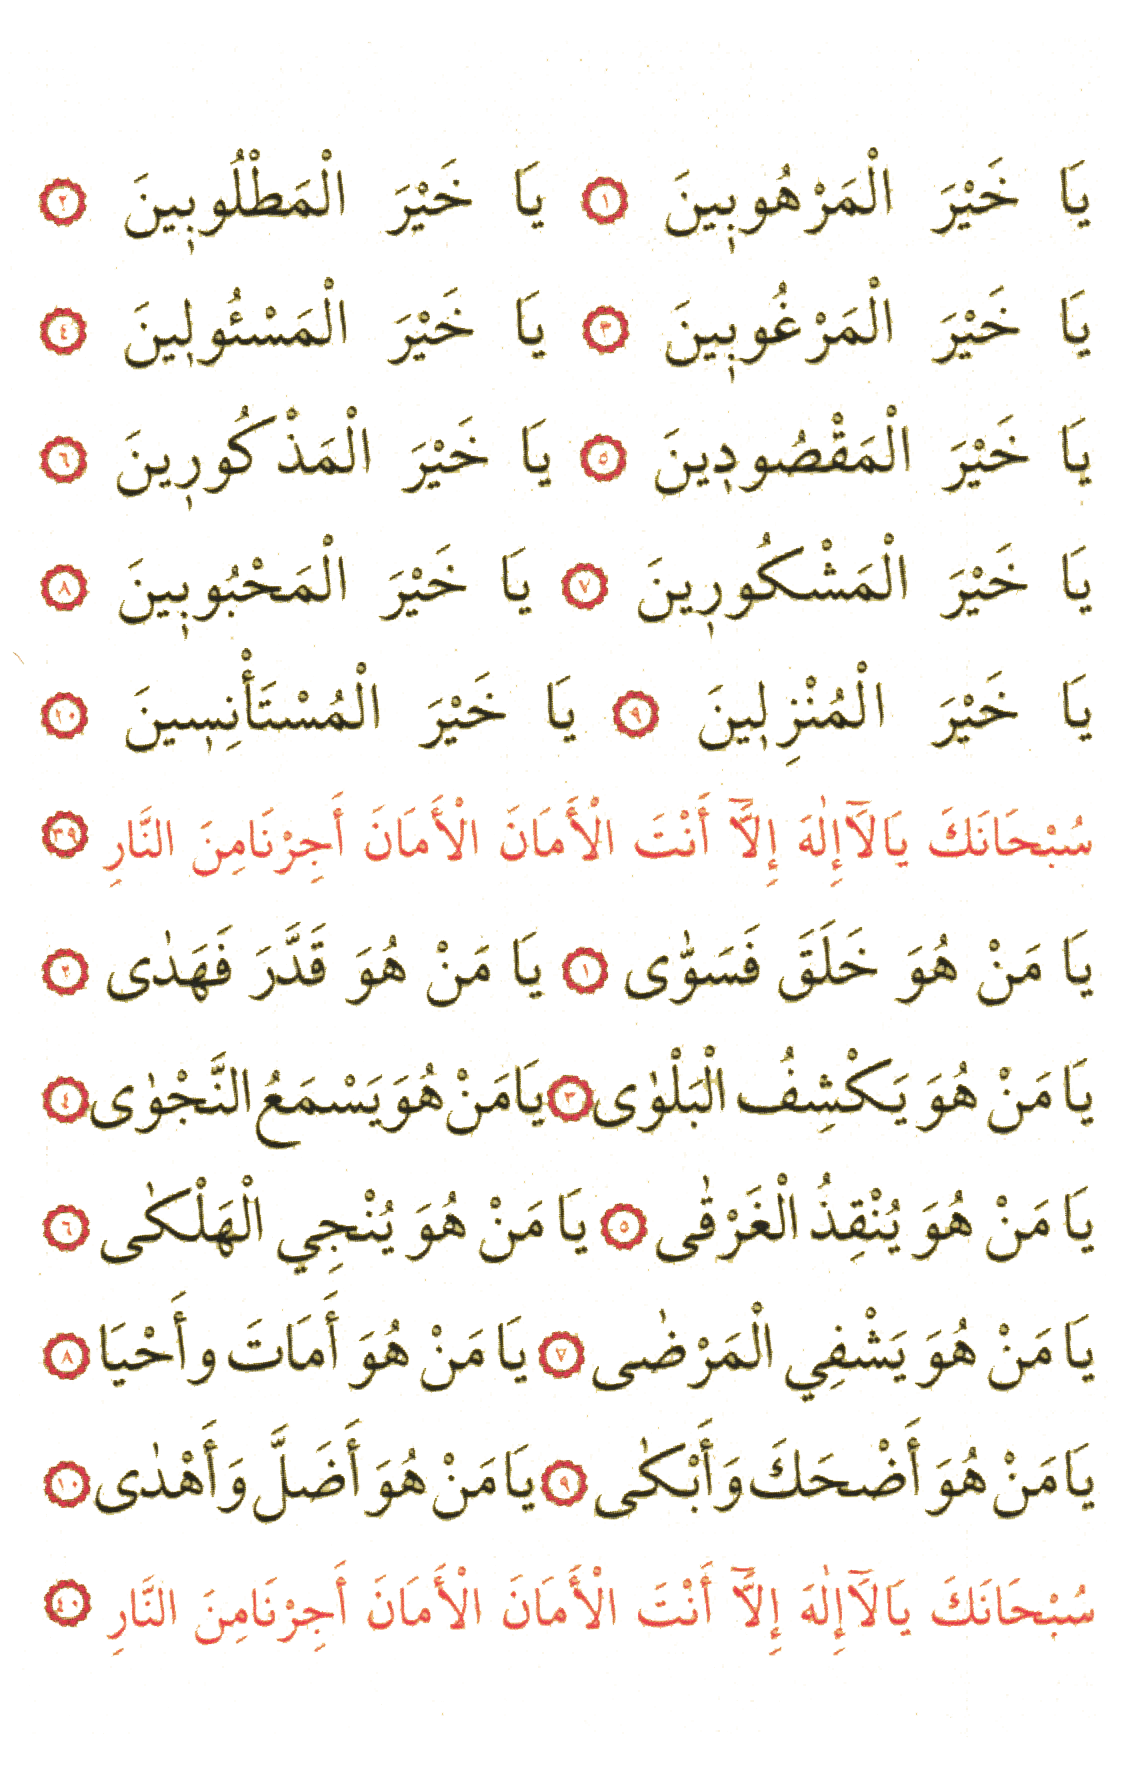 يَا خَيْرَ الْمَرْهُوبِينَ ١ يَا خَيْرَ الْمَطْلُوبِينَ ٢
يَا خَيْرَ الْمَرْغُوبِينَ ٣ يَا خَيْرَ الْمَسْئُولِينَ ٤
يَا خَيْرَ الْمَقْصُودِينَ ٥ يَا خَيْرَ الْمَذْكُورِينَ ٦
يَا خَيْرَ الْمَشْكُورِينَ ٧ يَا خَيْرَ الْمَحْبُوبِينَ ٨
يَا خَيْرَ الْمُنْزِلِينَ ٩ يَا خَيْرَ الْمُسْتَأْنِسِينَ ١٠
سُبْحَانَكَ يَالَآإِلٰهَ إِلَّآ أَنْتَ الْأَمَانَ الْأَمَانَ أَجِرْنَامِنَ النَّارِ ٣٩
يَا مَنْ هُوَ خَلَقَ فَسَوّٰى ١ يَا مَنْ هُوَ قَدَّرَ فَهَدٰى ٢
يَا مَنْ هُوَ يَكْشِفُ الْبَلْوٰى ٣ يَامَنْ هُوَيَسْمَعُ النَّجْوٰى ٤
يَا مَنْ هُوَ يُنْقِذُ الْغَرْقٰى ٥ يَا مَنْ هُوَ يُنْجِي الْهَلْكٰى ٦
يَا مَنْ هُوَ يَشْفِي الْمَرْضٰى ٧ يَا مَنْ هُوَ أَمَاتَ وأَحْيَا ٨
يَامَنْ هُوَ أَضْحَكَ وَأَبْكٰى ٩ يَامَنْ هُوَ أَضَلَّ وَأَهْدٰى ١٠
سُبْحَانَكَ يَالَآإِلٰهَ إِلَّآ أَنْتَ الْأَمَانَ الْأَمَانَ أَجِرْنَامِنَ النَّارِ ٤٠